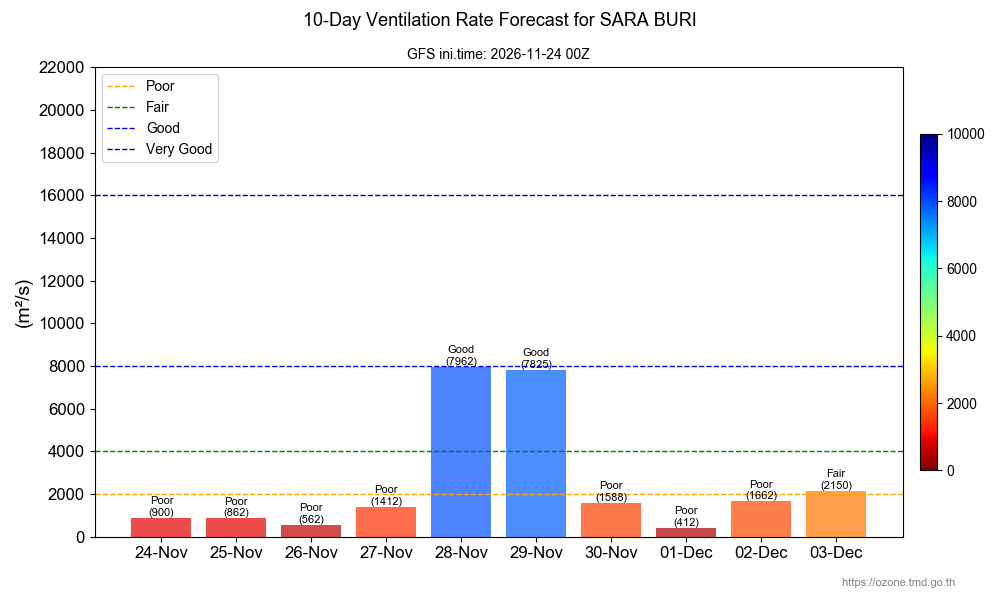 10-Day Ventilation Rate Forecast for SARA BURI
GFS ini.time: 2026-11-24 00Z
22000
20000
18000
16000
14000
12000
10000
8000
6000
4000
2000
0
(m²/s)
Poor
Fair
Good
Very Good
Poor
(900)
Poor
(862)
Poor
(562)
Poor
(1412)
Good
(7962)
Good
(7825)
Poor
(1588)
Poor
(412)
Poor
(1662)
Fair
(2150)
24-Nov 25-Nov 26-Nov 27-Nov 28-Nov 29-Nov 30-Nov 01-Dec 02-Dec 03-Dec
10000
8000
6000
4000
2000
0
https://ozone.tmd.go.th